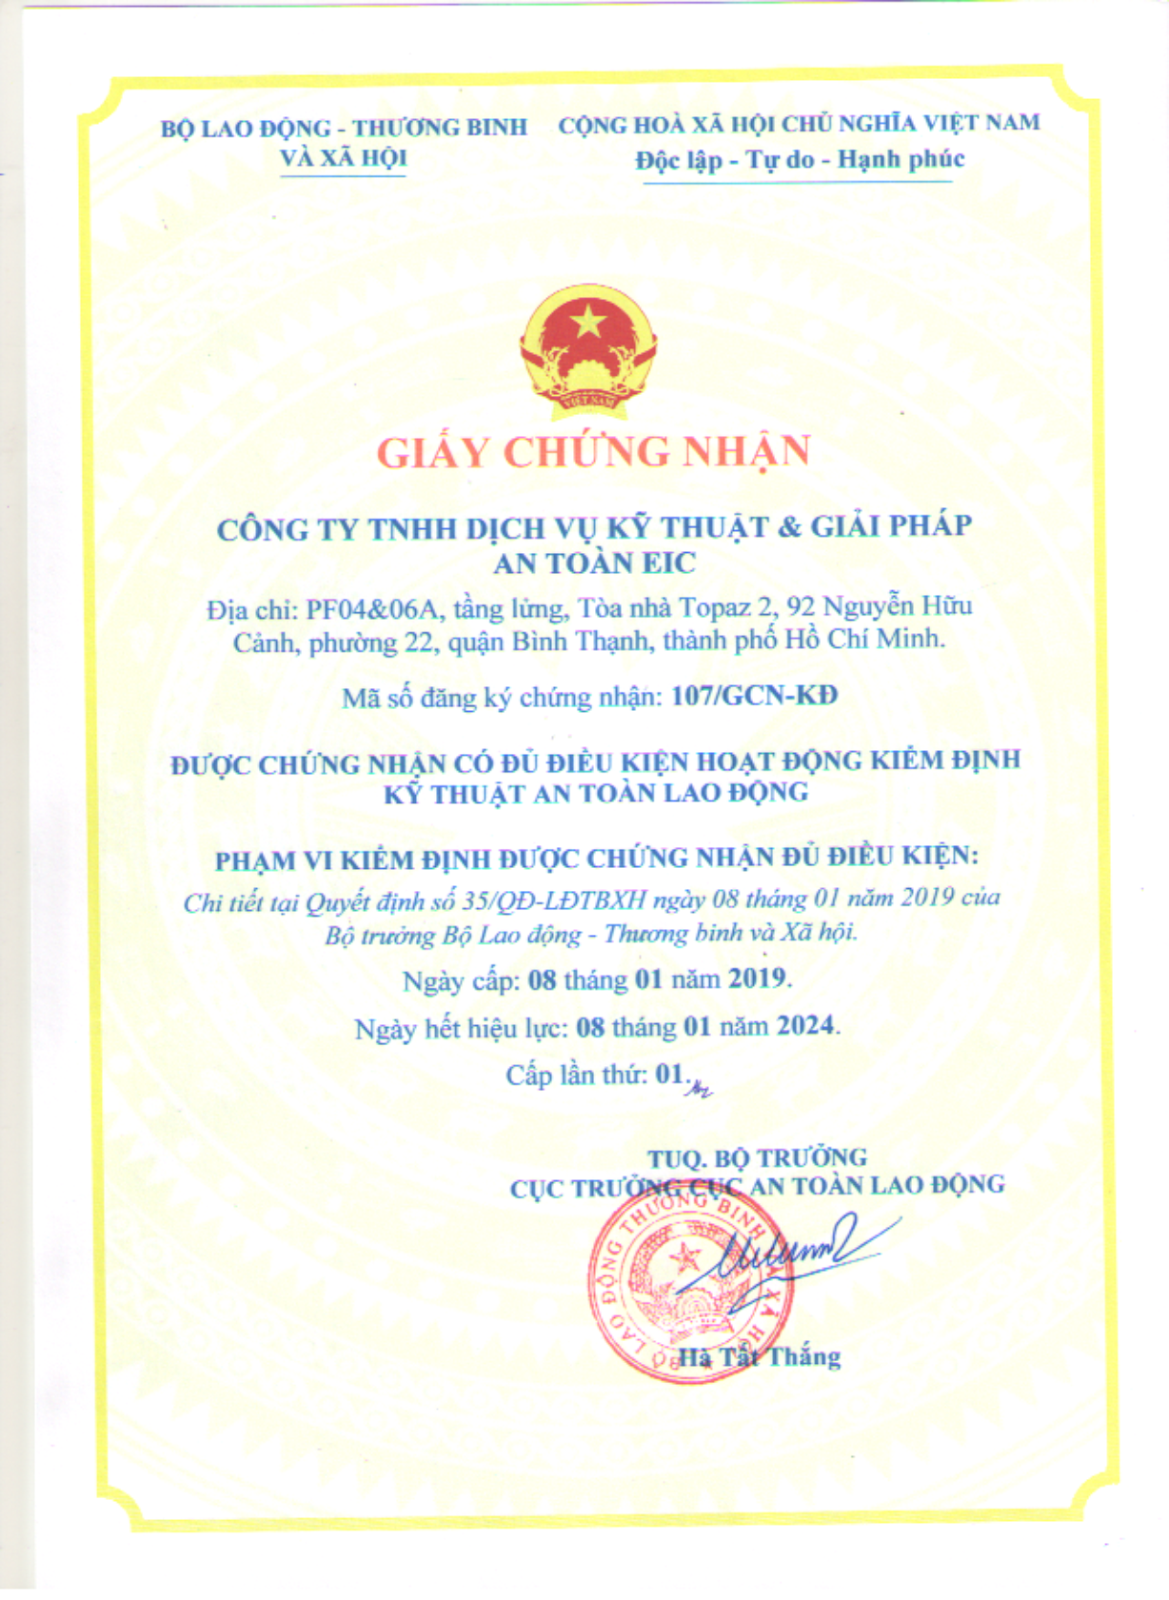 BỘ LAO ĐỘNG - THƯƠNG BINH
VÀ XÃ HỘI
CỘNG HOÀ XÃ HỘI CHỦ NGHĨA VIỆT NAM
Độc lập - Tự do - Hạnh phúc
VIỆT NAM
GIẤY CHỨNG NHẬN
CÔNG TY TNHH DỊCH VỤ KỸ THUẬT & GIẢI PHÁP
AN TOÀN EIC
Địa chỉ: PF04&06A, tầng lửng, Tòa nhà Topaz 2, 92 Nguyễn Hữu
Cảnh, phường 22, quận Bình Thạnh, thành phố Hồ Chí Minh.
Mã số đăng ký chứng nhận: 107/GCN-KĐ
ĐƯỢC CHỨNG NHẬN CÓ ĐỦ ĐIỀU KIỆN HOẠT ĐỘNG KIỂM ĐỊNH
KỸ THUẬT AN TOÀN LAO ĐỘNG
PHẠM VI KIỂM ĐỊNH ĐƯỢC CHỨNG NHẬN ĐỦ ĐIỀU KIỆN:
Chi tiết tại Quyết định số 35/QĐ-LĐTBXH ngày 08 tháng 01 năm 2019 của
Bộ trưởng Bộ Lao động - Thương binh và Xã hội.
Ngày cấp: 08 tháng 01 năm 2019.
Ngày hết hiệu lực: 08 tháng 01 năm 2024.
Cấp lần thứ: 01.
TUQ. BỘ TRƯỞNG
CỤC TRƯỞNG CỤC AN TOÀN LAO ĐỘNG
BỘ LAO ĐỘNG THƯƠNG BINH VÀ XÃ HỘI
Hà Tất Thắng